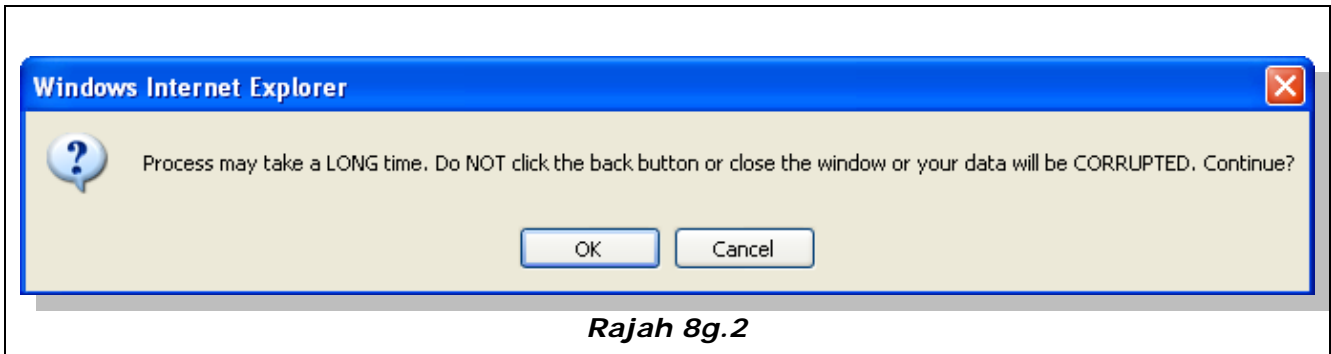 Windows Internet Explorer
Process may take a LONG time. Do NOT click the back button or close the window or your data will be CORRUPTED. Continue?
OK
Cancel
Rajah 8g.2